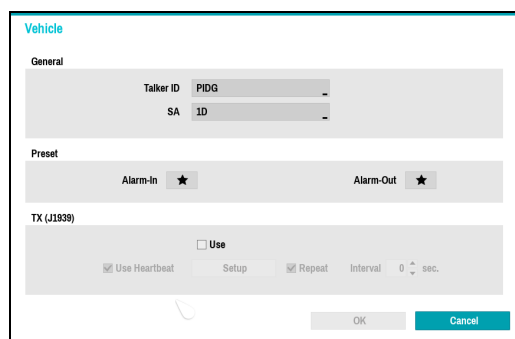 Vehicle
General
Talker ID PIDG
SA 1D
Preset
Alarm-In Alarm-Out
TX (J1939)
Use
Use Heartbeat Setup Repeat Interval 0 sec.
OK Cancel